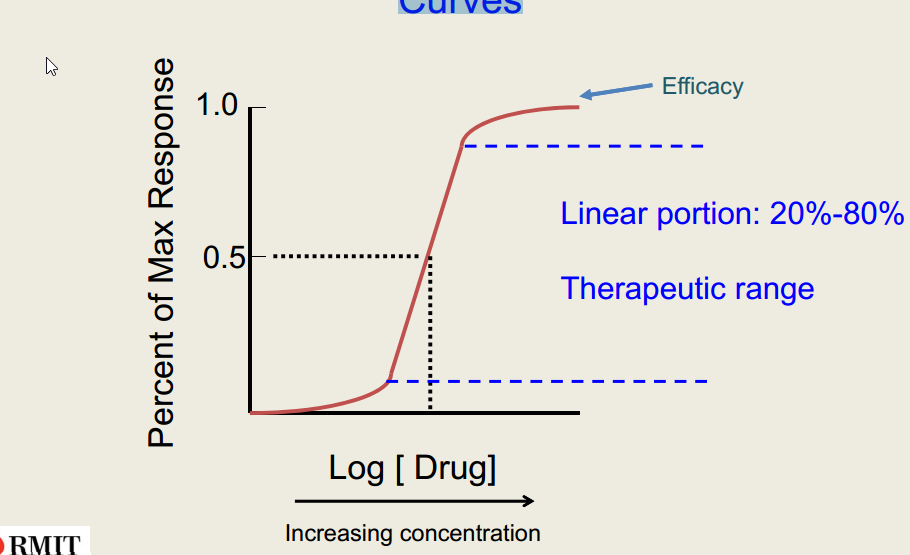 Curves
Percent of Max Response
1.0
Efficacy
Linear portion: 20%-80%
0.5
Therapeutic range
Log [ Drug]
Increasing concentration
RMIT